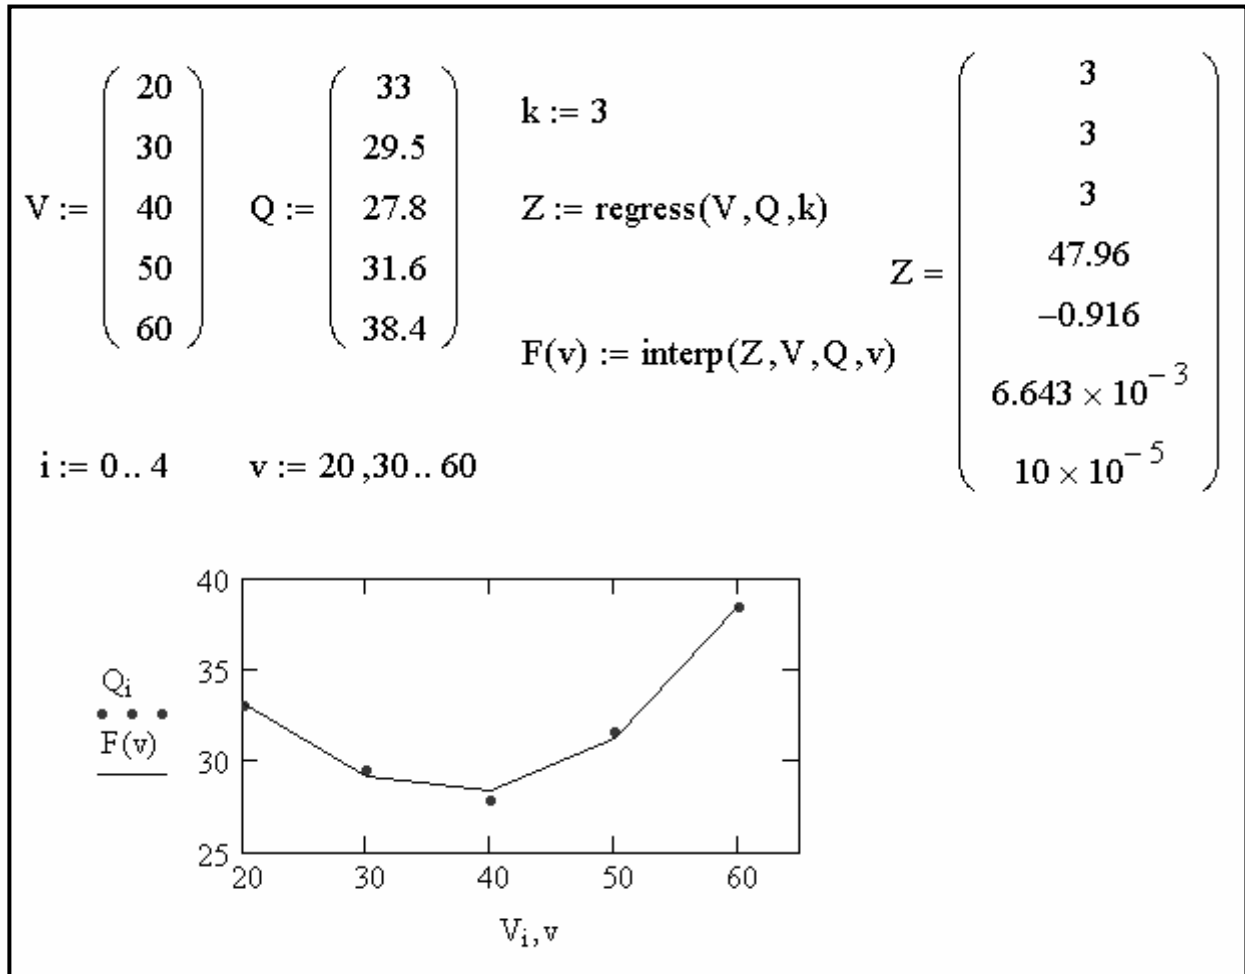 V := ( 20 30 40 50 60 )
Q := ( 33 29.5 27.8 31.6 38.4 )
k := 3
Z := regress(V,Q,k)
F(v) := interp(Z,V,Q,v)
Z = ( 3 3 3 47.96 −0.916 6.643 × 10⁻³ 10 × 10⁻⁵ )
i := 0.. 4
v := 20,30.. 60
40
35
30
25
Qᵢ
F(v)
20 30 40 50 60
Vᵢ,v